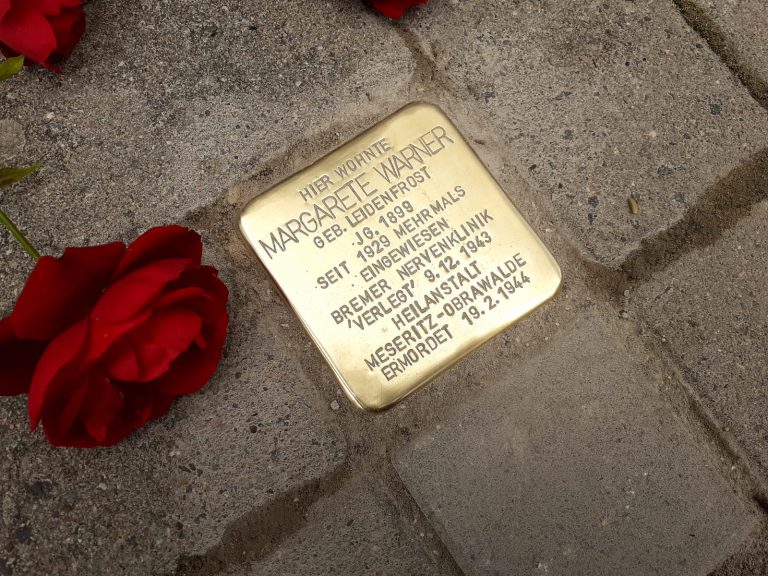 HIER WOHNTE
MARGARETE WARNER
GEB. LEIDENFROST
JG. 1899
SEIT 1929 MEHRMALS
EINGEWIESEN
BREMER NERVENKLINIK
'VERLEGT' 9.12.1943
HEILANSTALT
MESERITZ-OBRAWALDE
ERMORDET 19.2.1944